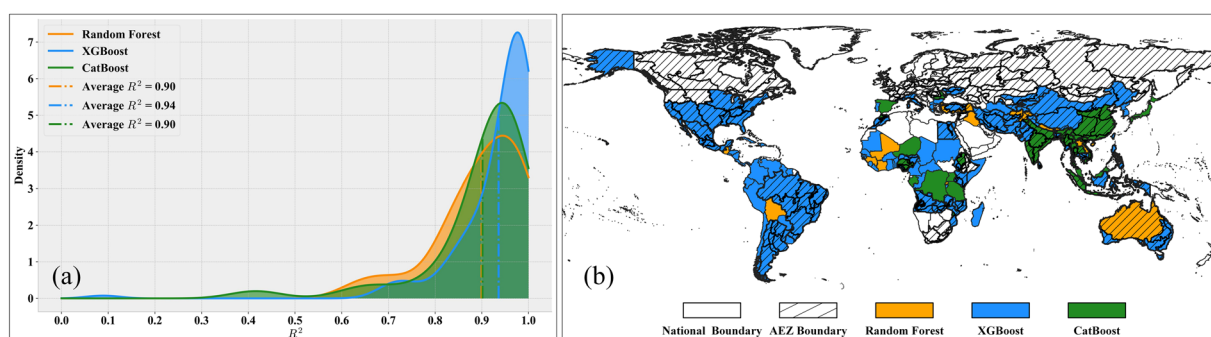 Random Forest
XGBoost
CatBoost
Average R² = 0.90
Average R² = 0.94
Average R² = 0.90
Density
7
6
5
4
3
2
1
0
0.0 0.1 0.2 0.3 0.4 0.5 0.6 0.7 0.8 0.9 1.0
R²
(a)
(b)
National Boundary AEZ Boundary Random Forest XGBoost CatBoost